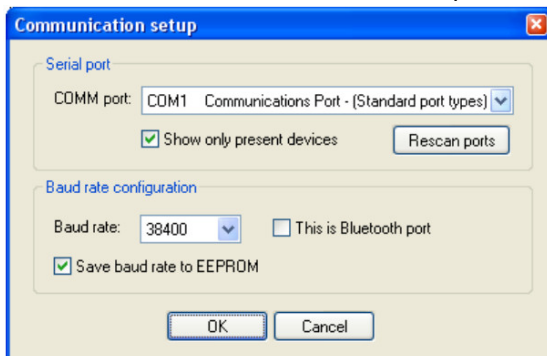 Communication setup
Serial port
COMM port: COM1 Communications Port - (Standard port types)
Show only present devices Rescan ports
Baud rate configuration
Baud rate: 38400 This is Bluetooth port
Save baud rate to EEPROM
OK Cancel